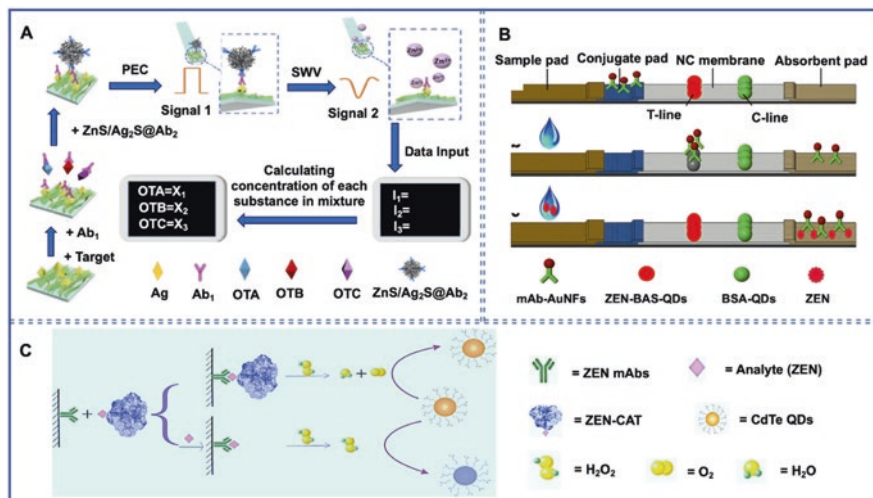 A
PEC
Signal 1
SWV
Signal 2
+ ZnS/Ag₂S@Ab₂
Data Input
Calculating
concentration of each
substance in mixture
OTA=X₁
OTB=X₂
OTC=X₃
I₁=
I₂=
I₃=
+ Ab₁
+ Target
Ag
Ab₁
OTA
OTB
OTC
ZnS/Ag₂S@Ab₂
B
Sample pad
Conjugate pad
NC membrane
Absorbent pad
T-line
C-line
mAb-AuNFs
ZEN-BAS-QDs
BSA-QDs
ZEN
C
= ZEN mAbs
= Analyte (ZEN)
= ZEN-CAT
= CdTe QDs
= H₂O₂
= O₂
= H₂O